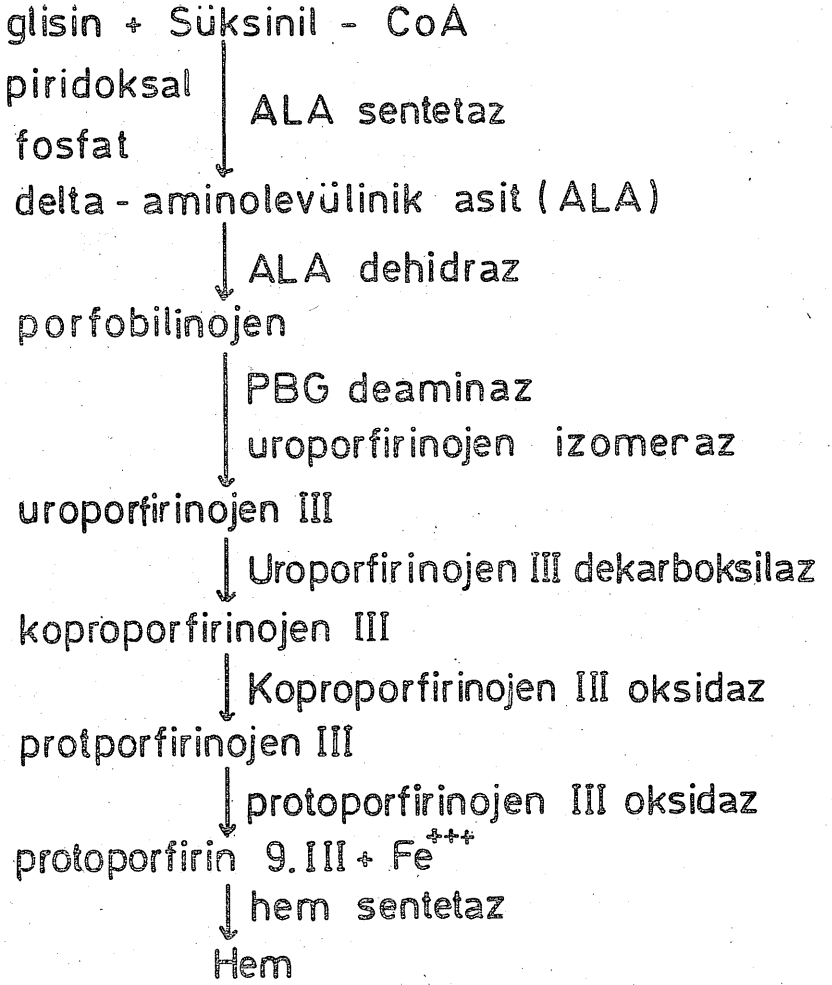 glisin + Süksinil - CoA
piridoksal
fosfat
ALA sentetaz
delta - aminolevülinik asit (ALA)
ALA dehidraz
porfobilinojen
PBG deaminaz
uroporfirinojen izomeraz
uroporfirinojen III
Uroporfirinojen III dekarboksilaz
koproporfirinojen III
Koproporfirinojen III oksidaz
protporfirinojen III
protoporfirinojen III oksidaz
protoporfirin 9.III + Fe+++
hem sentetaz
Hem